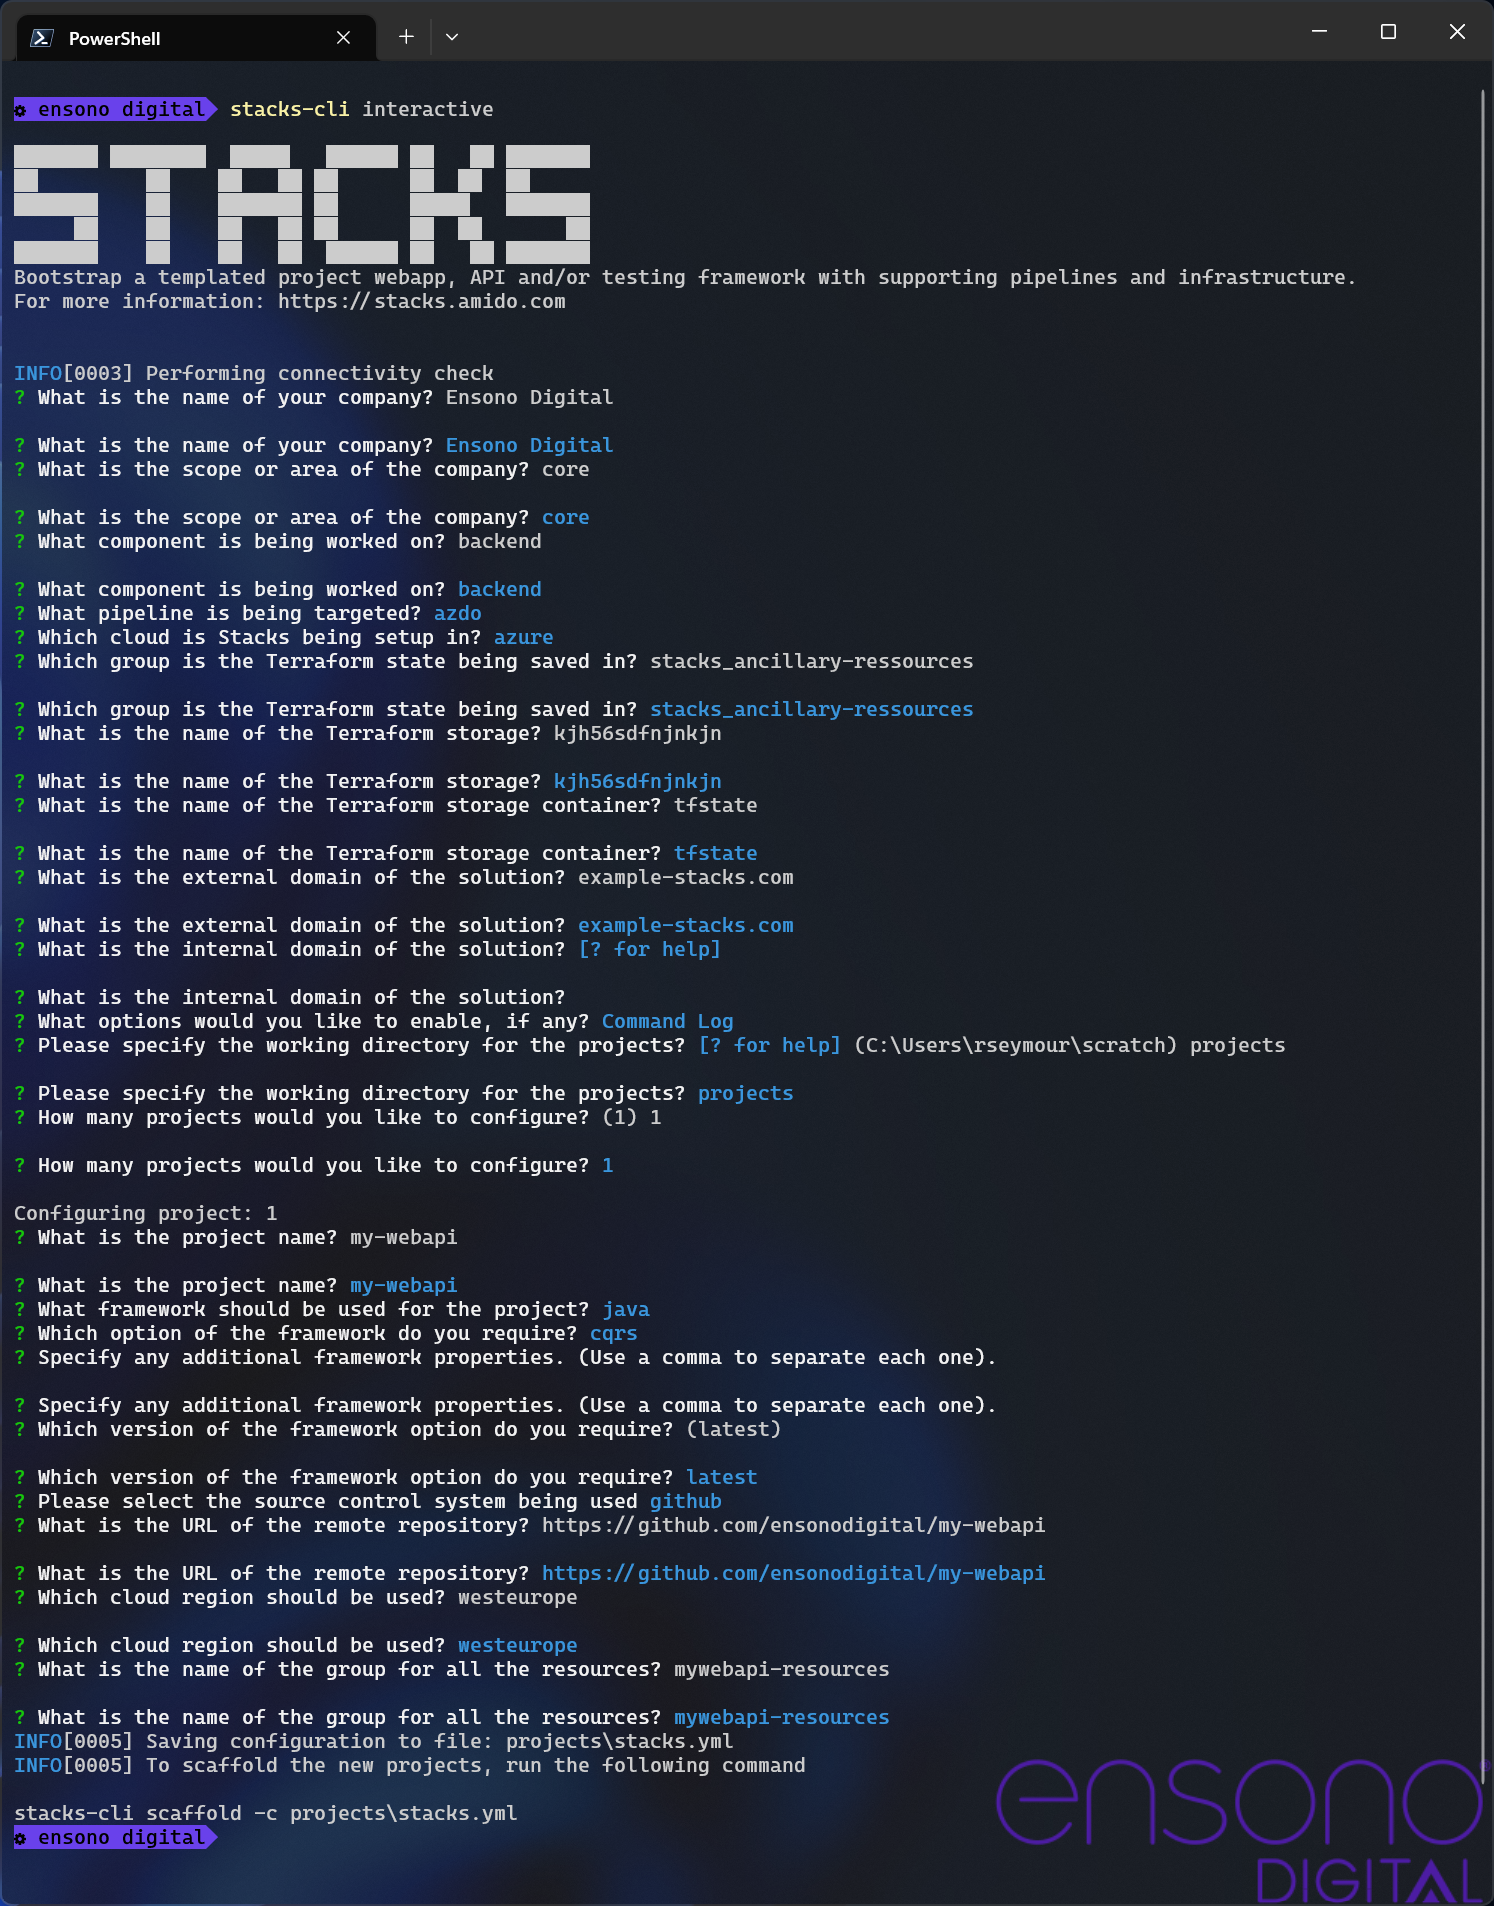 PowerShell
ensono digital stacks-cli interactive
STACKS
Bootstrap a templated project webapp, API and/or testing framework with supporting pipelines and infrastructure.
For more information: https://stacks.amido.com
INFO[0003] Performing connectivity check
? What is the name of your company? Ensono Digital
? What is the name of your company? Ensono Digital
? What is the scope or area of the company? core
? What is the scope or area of the company? core
? What component is being worked on? backend
? What component is being worked on? backend
? What pipeline is being targeted? azdo
? Which cloud is Stacks being setup in? azure
? Which group is the Terraform state being saved in? stacks_ancillary-ressources
? Which group is the Terraform state being saved in? stacks_ancillary-ressources
? What is the name of the Terraform storage? kjh56sdfnjnkjn
? What is the name of the Terraform storage? kjh56sdfnjnkjn
? What is the name of the Terraform storage container? tfstate
? What is the name of the Terraform storage container? tfstate
? What is the external domain of the solution? example-stacks.com
? What is the external domain of the solution? example-stacks.com
? What is the internal domain of the solution? [? for help]
? What is the internal domain of the solution?
? What options would you like to enable, if any? Command Log
? Please specify the working directory for the projects? [? for help] (C:\Users\rseymour\scratch) projects
? Please specify the working directory for the projects? projects
? How many projects would you like to configure? (1) 1
? How many projects would you like to configure? 1
Configuring project: 1
? What is the project name? my-webapi
? What is the project name? my-webapi
? What framework should be used for the project? java
? Which option of the framework do you require? cqrs
? Specify any additional framework properties. (Use a comma to separate each one).
? Specify any additional framework properties. (Use a comma to separate each one).
? Which version of the framework option do you require? (latest)
? Which version of the framework option do you require? latest
? Please select the source control system being used github
? What is the URL of the remote repository? https://github.com/ensonodigital/my-webapi
? What is the URL of the remote repository? https://github.com/ensonodigital/my-webapi
? Which cloud region should be used? westeurope
? Which cloud region should be used? westeurope
? What is the name of the group for all the resources? mywebapi-resources
? What is the name of the group for all the resources? mywebapi-resources
INFO[0005] Saving configuration to file: projects\stacks.yml
INFO[0005] To scaffold the new projects, run the following command
stacks-cli scaffold -c projects\stacks.yml
ensono digital
ensono
DIGITAL